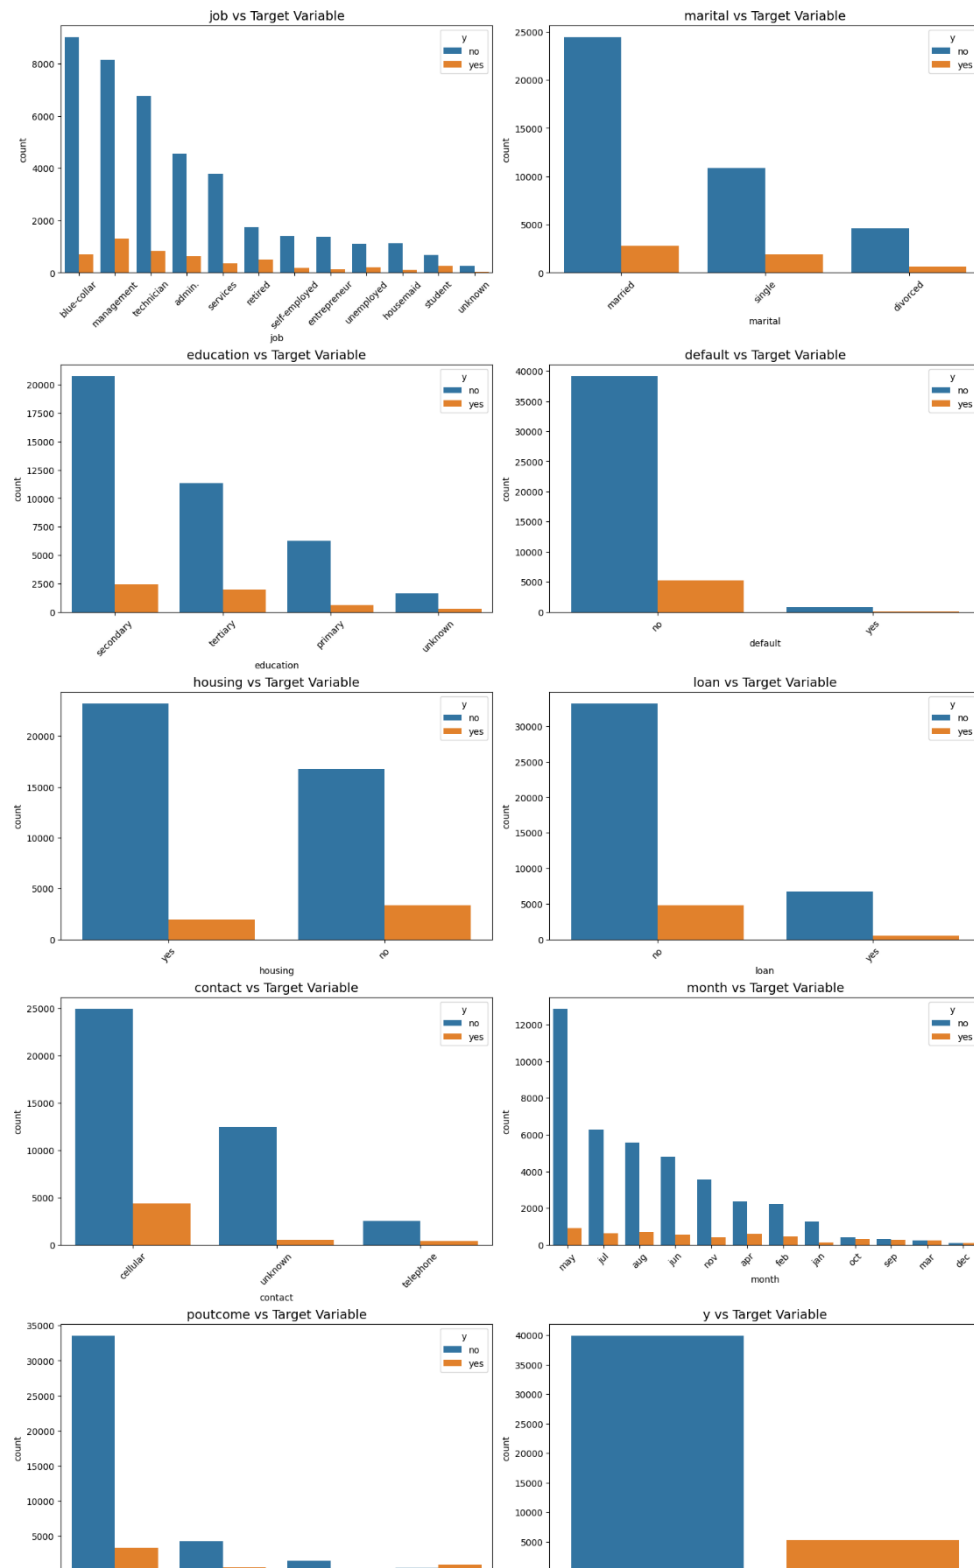 job vs Target Variable
y
no
yes
8000
6000
4000
2000
0
count
blue-collar
management
technician
admin.
services
retired
self-employed
entrepreneur
unemployed
housemaid
student
unknown
job
marital vs Target Variable
y
no
yes
25000
20000
15000
10000
5000
0
count
married
single
divorced
marital
education vs Target Variable
y
no
yes
20000
17500
15000
12500
10000
7500
5000
2500
0
count
secondary
tertiary
primary
unknown
education
default vs Target Variable
y
no
yes
40000
35000
30000
25000
20000
15000
10000
5000
0
count
no
yes
default
housing vs Target Variable
y
no
yes
20000
15000
10000
5000
0
count
yes
no
housing
loan vs Target Variable
y
no
yes
30000
25000
20000
15000
10000
5000
0
count
no
yes
loan
contact vs Target Variable
y
no
yes
25000
20000
15000
10000
5000
0
count
cellular
unknown
telephone
contact
month vs Target Variable
y
no
yes
12000
10000
8000
6000
4000
2000
0
count
may
jul
aug
jun
nov
apr
feb
jan
oct
sep
mar
dec
month
poutcome vs Target Variable
y
no
yes
35000
30000
25000
20000
15000
10000
5000
count
y vs Target Variable
40000
35000
30000
25000
20000
15000
10000
5000
count